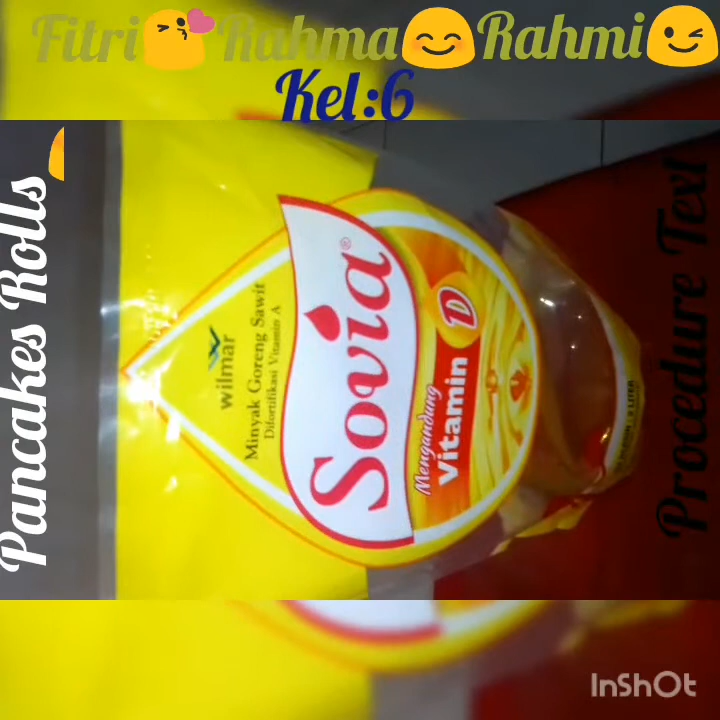 Fitri😘Rahma😊Rahmi😉
Kel:6
Pancakes Rolls
Procedure Text
wilmar
Minyak Goreng Sawit
Difortifikasi Vitamin A
Sovia®
Mengandung
Vitamin D
InShOt